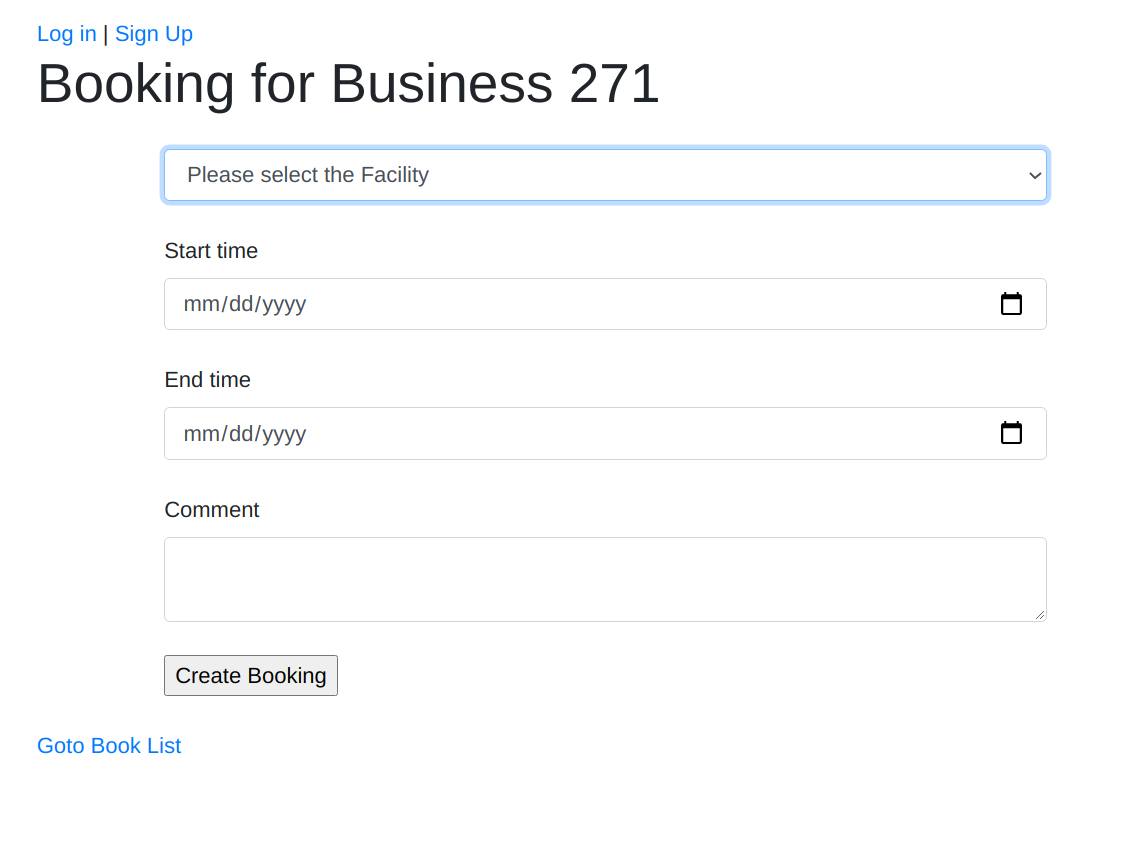 Log in | Sign Up
Booking for Business 271
Please select the Facility
Start time
mm/dd/yyyy
End time
mm/dd/yyyy
Comment
Create Booking
Goto Book List